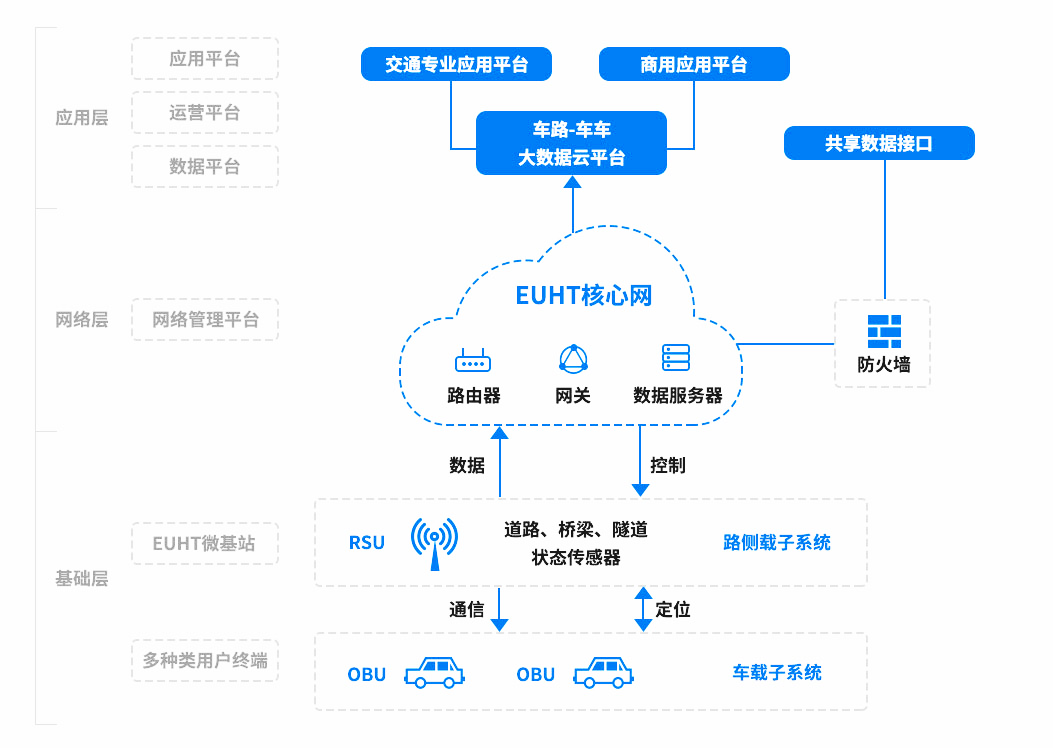 应用层
应用平台
运营平台
数据平台
交通专业应用平台
商用应用平台
车路-车车
大数据云平台
共享数据接口
网络层
网络管理平台
EUHT核心网
路由器
网关
数据服务器
防火墙
数据
控制
基础层
EUHT微基站
RSU
道路、桥梁、隧道
状态传感器
路侧载子系统
通信
定位
多种类用户终端
OBU
OBU
车载子系统